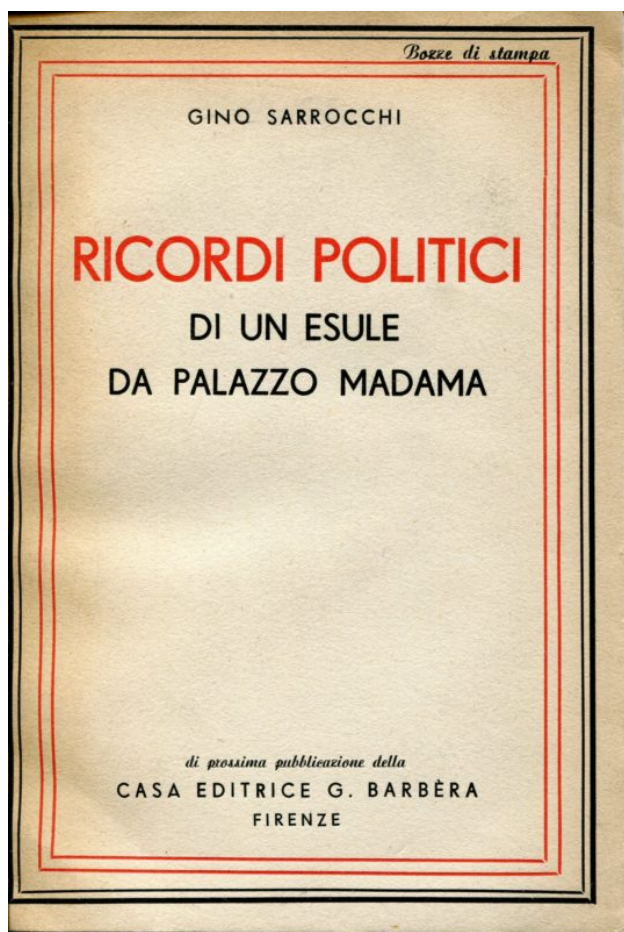 Bozze di stampa
GINO SARROCCHI
RICORDI POLITICI
DI UN ESULE
DA PALAZZO MADAMA
di prossima pubblicazione della
CASA EDITRICE G. BARBÈRA
FIRENZE